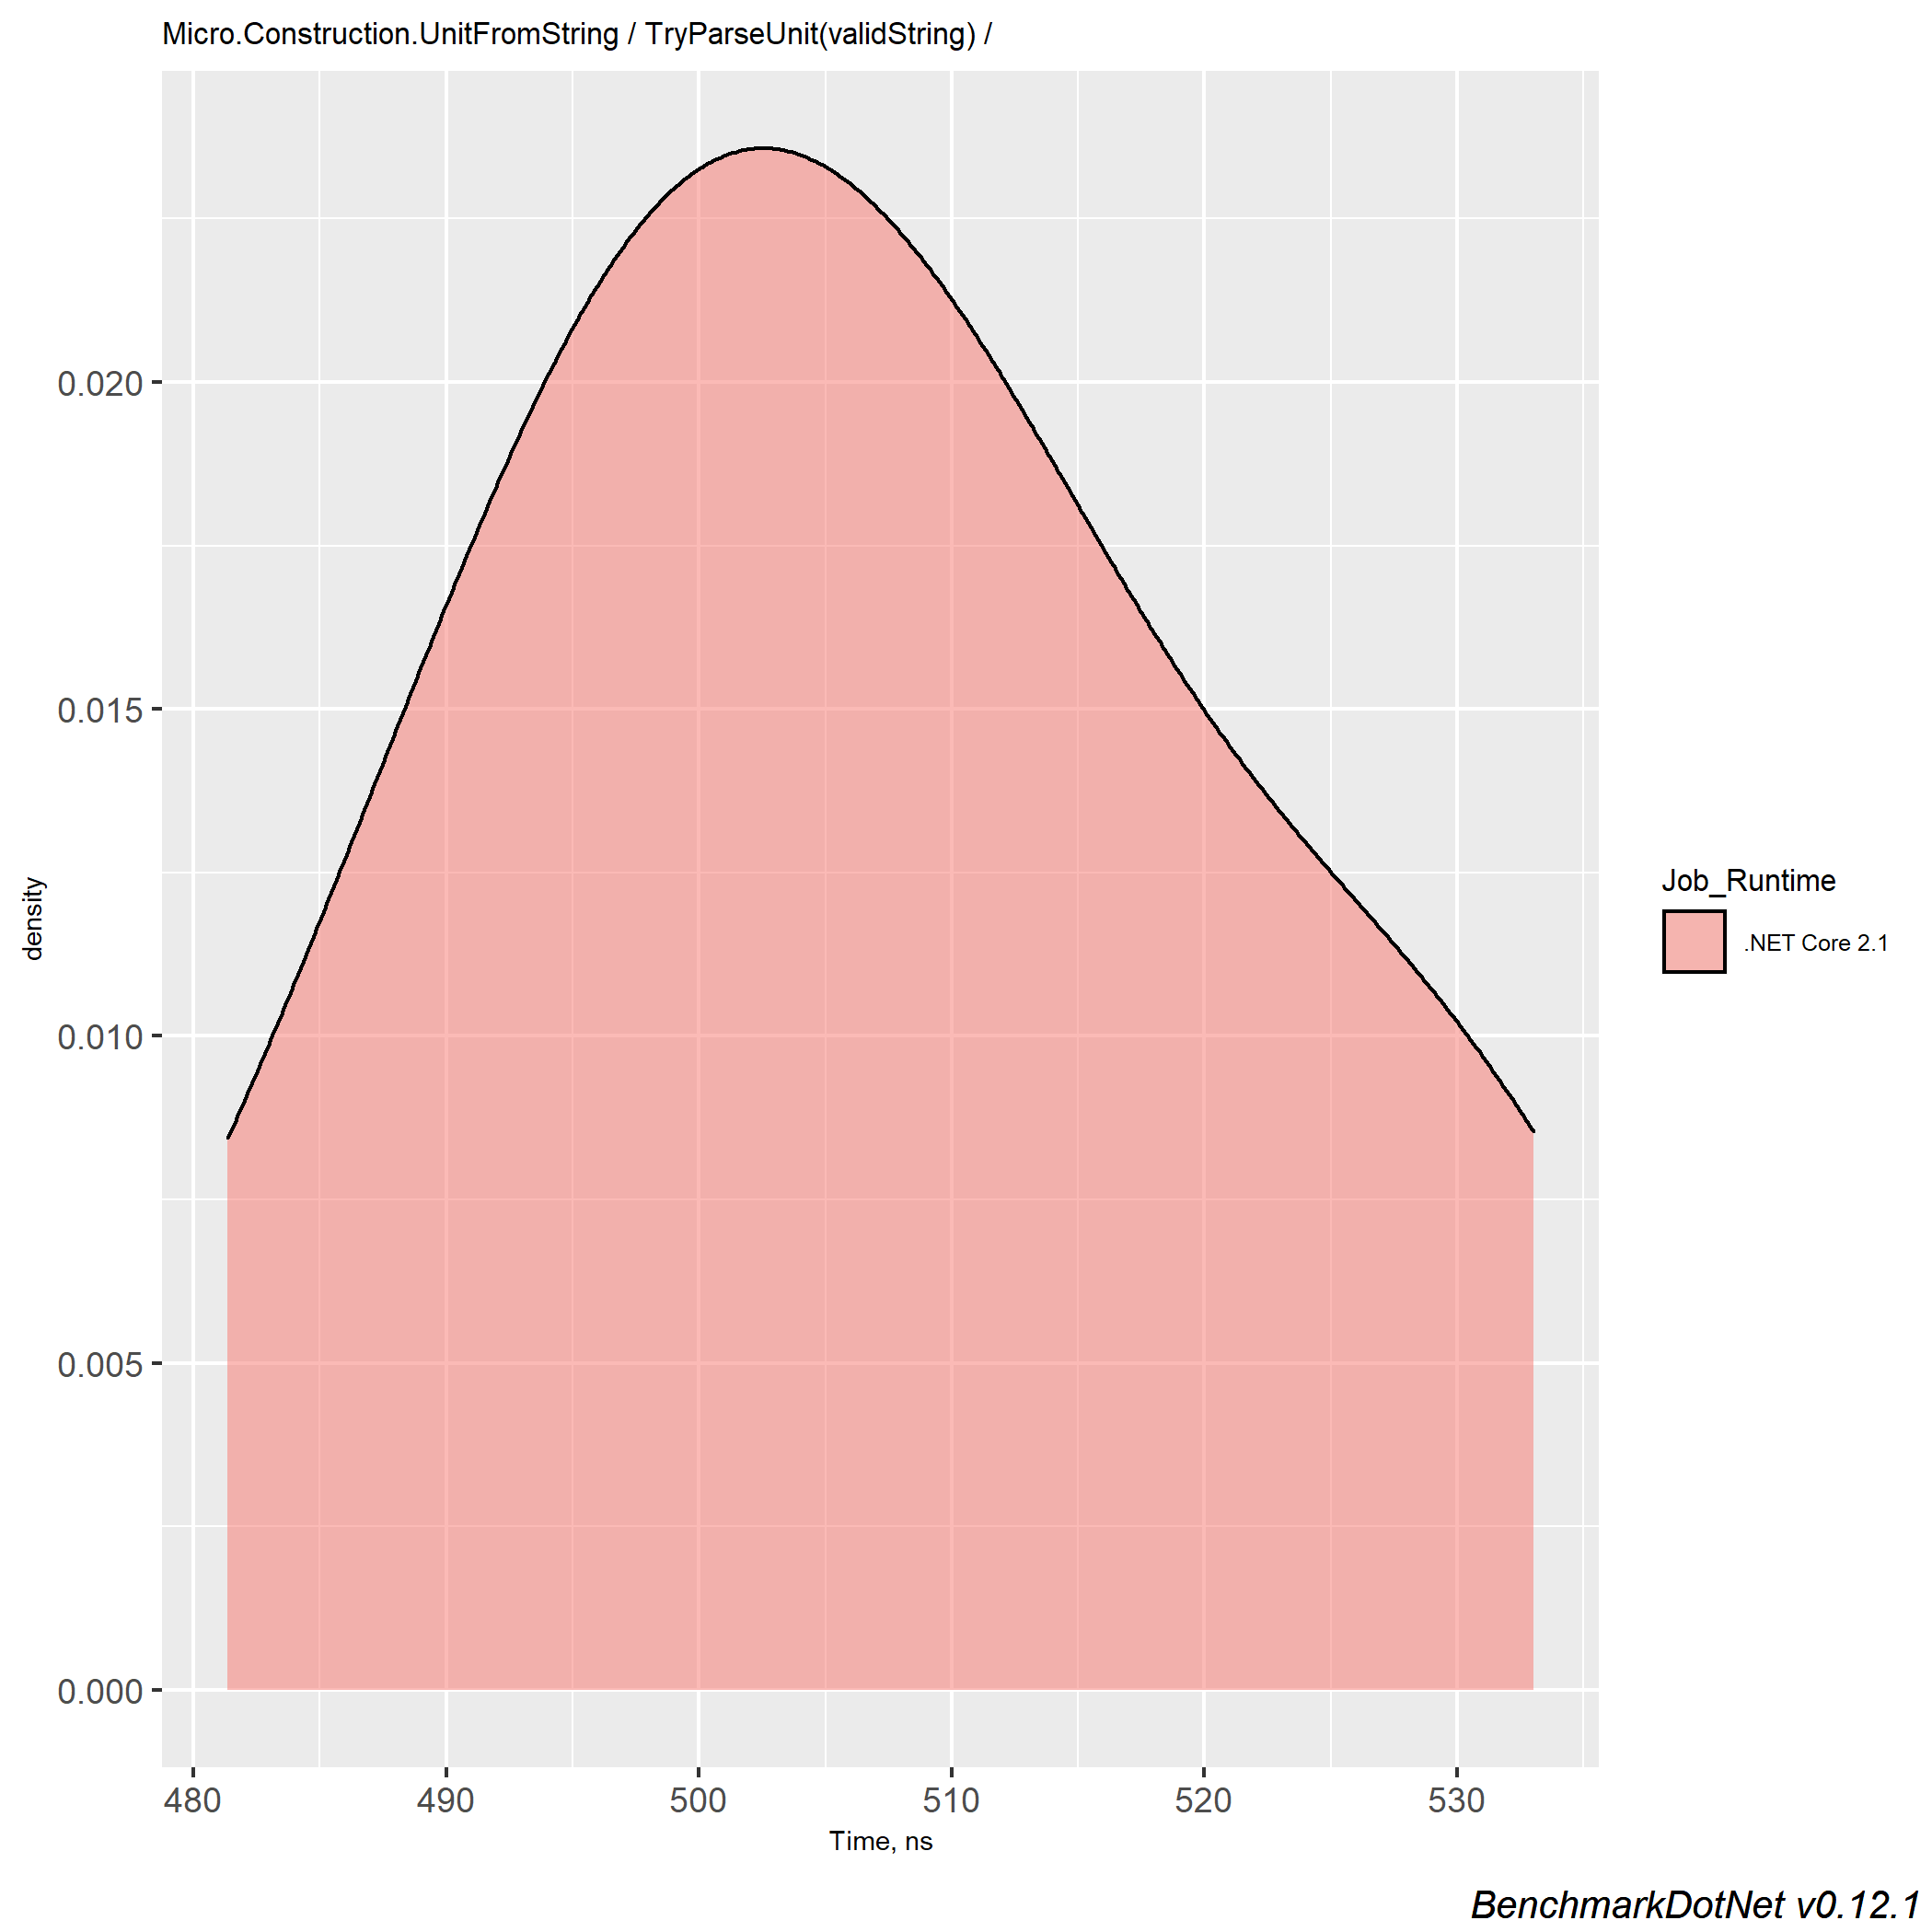 Micro.Construction.UnitFromString / TryParseUnit(validString) /
0.020
0.015
0.010
0.005
0.000
density
480 490 500 510 520 530
Time, ns
Job_Runtime
.NET Core 2.1
BenchmarkDotNet v0.12.1